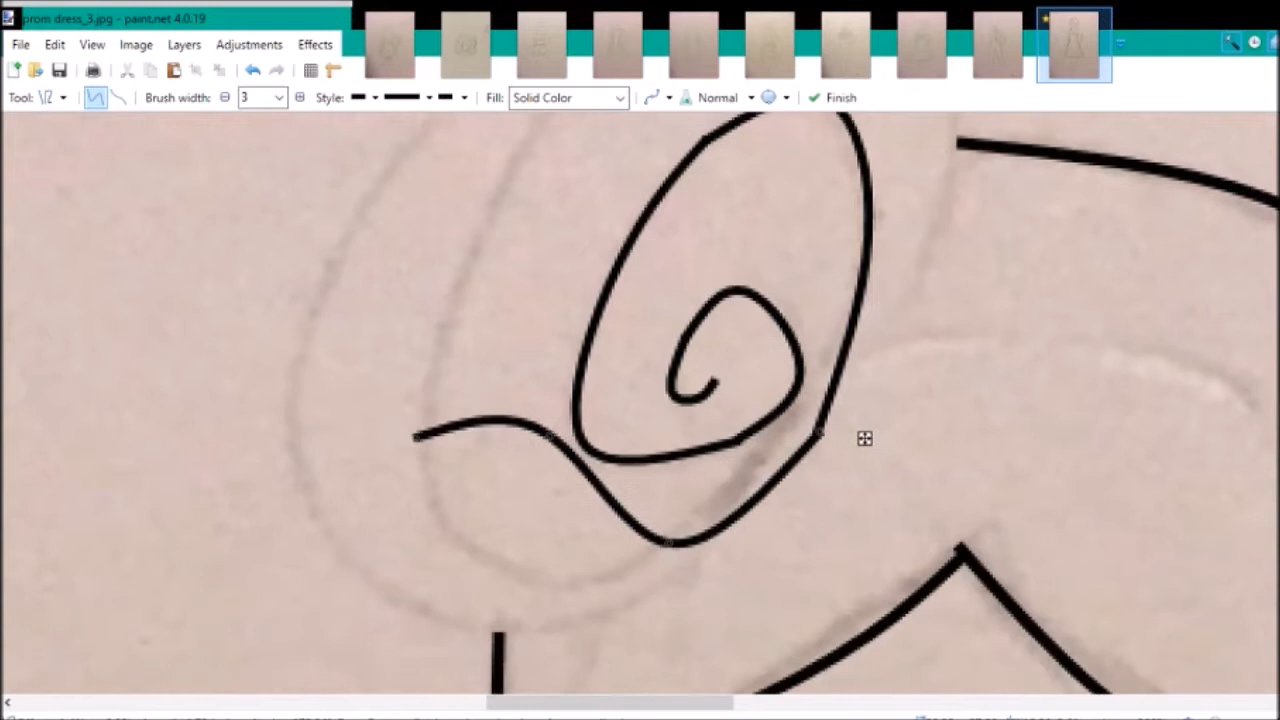 prom dress_3.jpg - paint.net 4.0.19
File Edit View Image Layers Adjustments Effects
Tool: Brush width: 3 Style: Fill: Solid Color Normal Finish